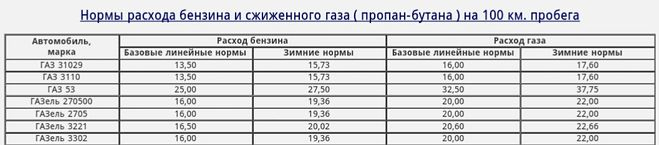 Нормы расхода бензина и сжиженного газа ( пропан-бутана ) на 100 км. пробега
Автомобиль, марка Расход бензина Расход газа
Базовые линейные нормы Зимние нормы Базовые линейные нормы Зимние нормы
ГАЗ 31029 13,50 15,73 16,00 17,60
ГАЗ 3110 13,50 15,73 16,00 17,60
ГАЗ 53 25,00 27,50 32,50 37,75
ГАЗель 270500 16,00 19,36 20,00 22,00
ГАЗель 2705 16,00 19,36 20,00 22,00
ГАЗель 3221 16,50 20,02 20,60 22,66
ГАЗель 3302 16,00 19,36 20,00 22,00